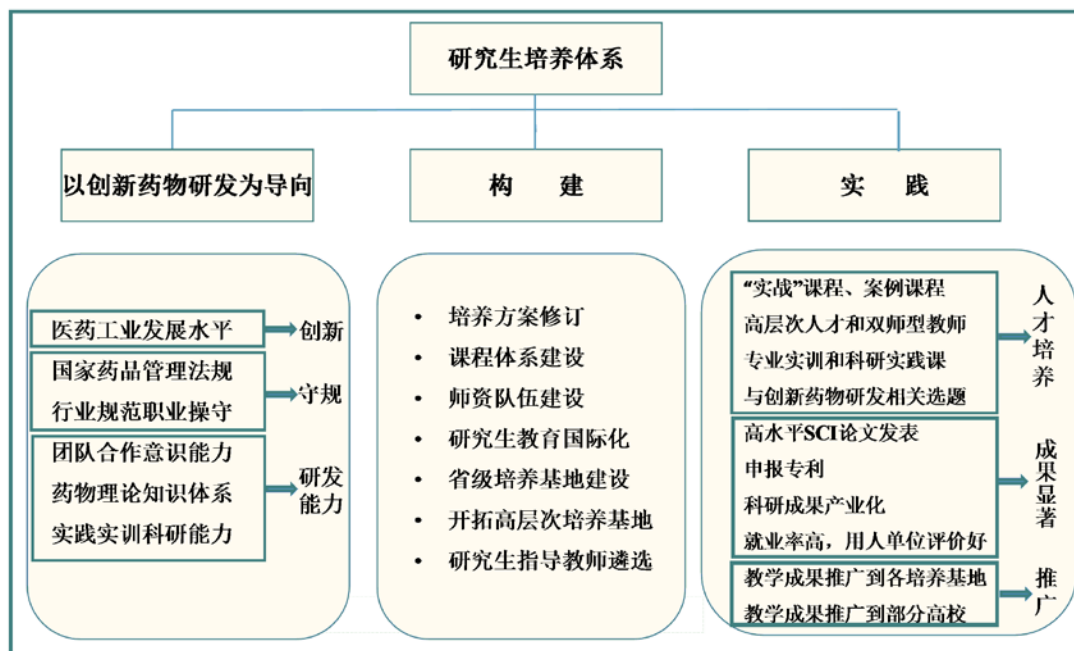 研究生培养体系
以创新药物研发为导向
医药工业发展水平
创新
国家药品管理法规
行业规范职业操守
守规
团队合作意识能力
药物理论知识体系
实践实训科研能力
研发
能力
构 建
• 培养方案修订
• 课程体系建设
• 师资队伍建设
• 研究生教育国际化
• 省级培养基地建设
• 开拓高层次培养基地
• 研究生指导教师遴选
实 践
“实战”课程、案例课程
高层次人才和双师型教师
专业实训和科研实践课
与创新药物研发相关选题
人才培养
高水平SCI论文发表
申报专利
科研成果产业化
就业率高，用人单位评价好
成果显著
教学成果推广到各培养基地
教学成果推广到部分高校
推广